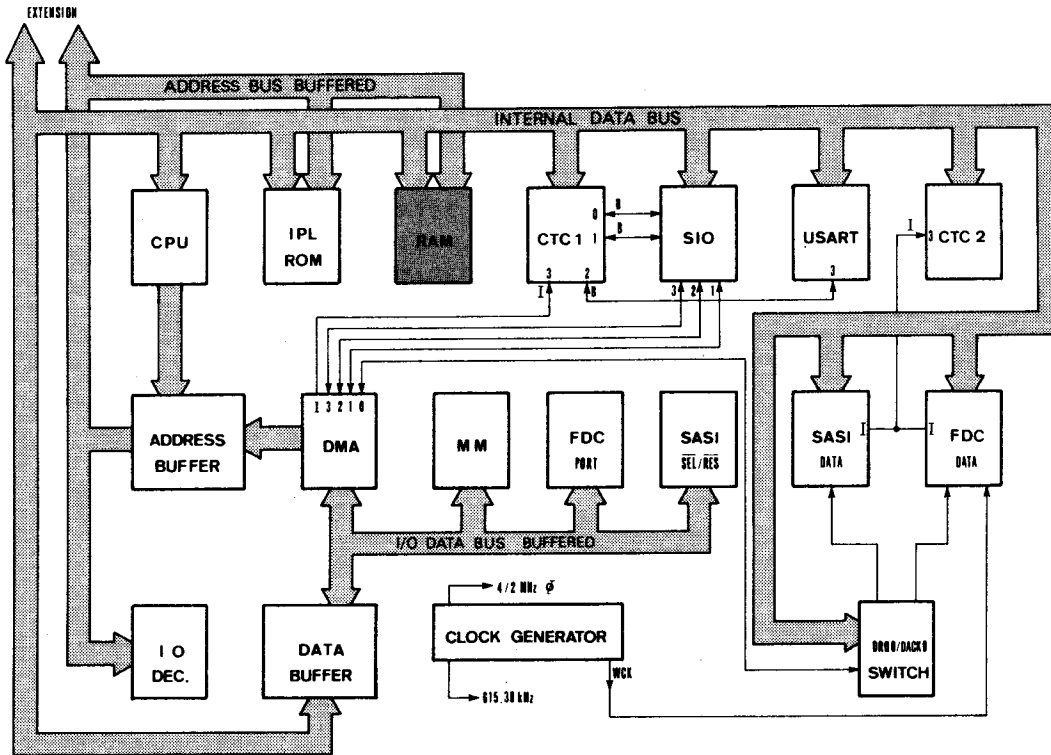 EXTENSION
ADDRESS BUS BUFFERED
INTERNAL DATA BUS
CPU
IPL
ROM
RAM
CTC 1
0
1
3
2
I
B
B
B
SIO
3
2
1
USART
3
I
3
CTC 2
ADDRESS
BUFFER
I 3 2 1 0
DMA
MM
FDC
PORT
SASI
SEL/RES
SASI
DATA
I
I
FDC
DATA
I/O DATA BUS BUFFERED
4/2 MHz Φ
CLOCK GENERATOR
WCK
615.38 kHz
I O
DEC.
DATA
BUFFER
DRQ0/DACK0
SWITCH